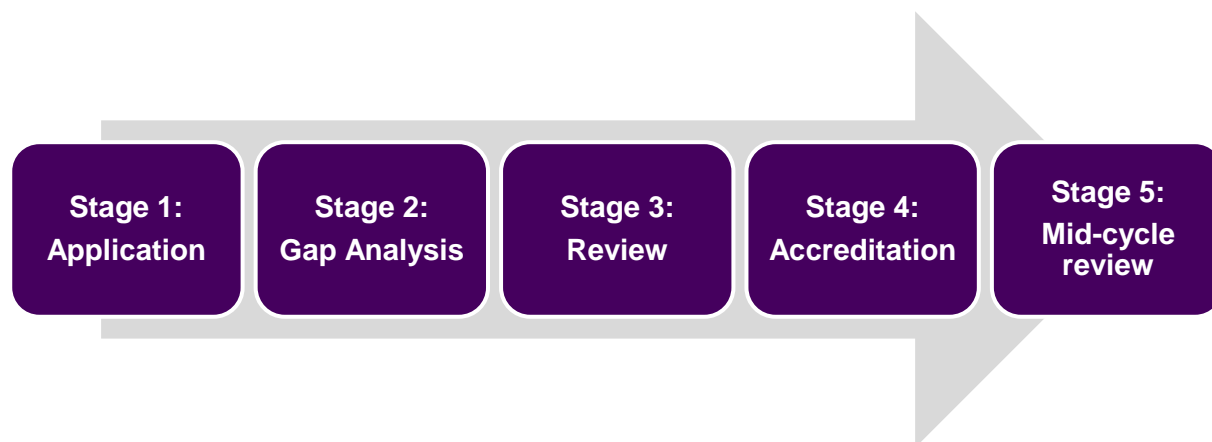 Stage 1:
Application
Stage 2:
Gap Analysis
Stage 3:
Review
Stage 4:
Accreditation
Stage 5:
Mid-cycle
review